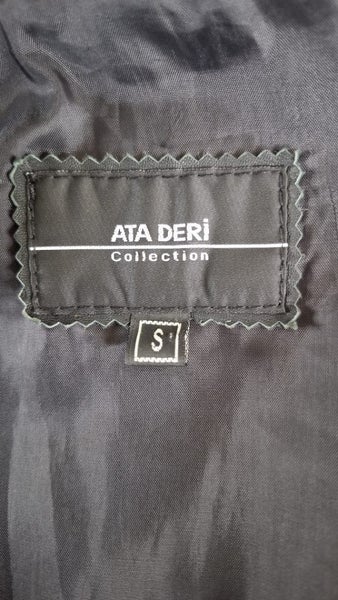 ATA DERi
Collection
S